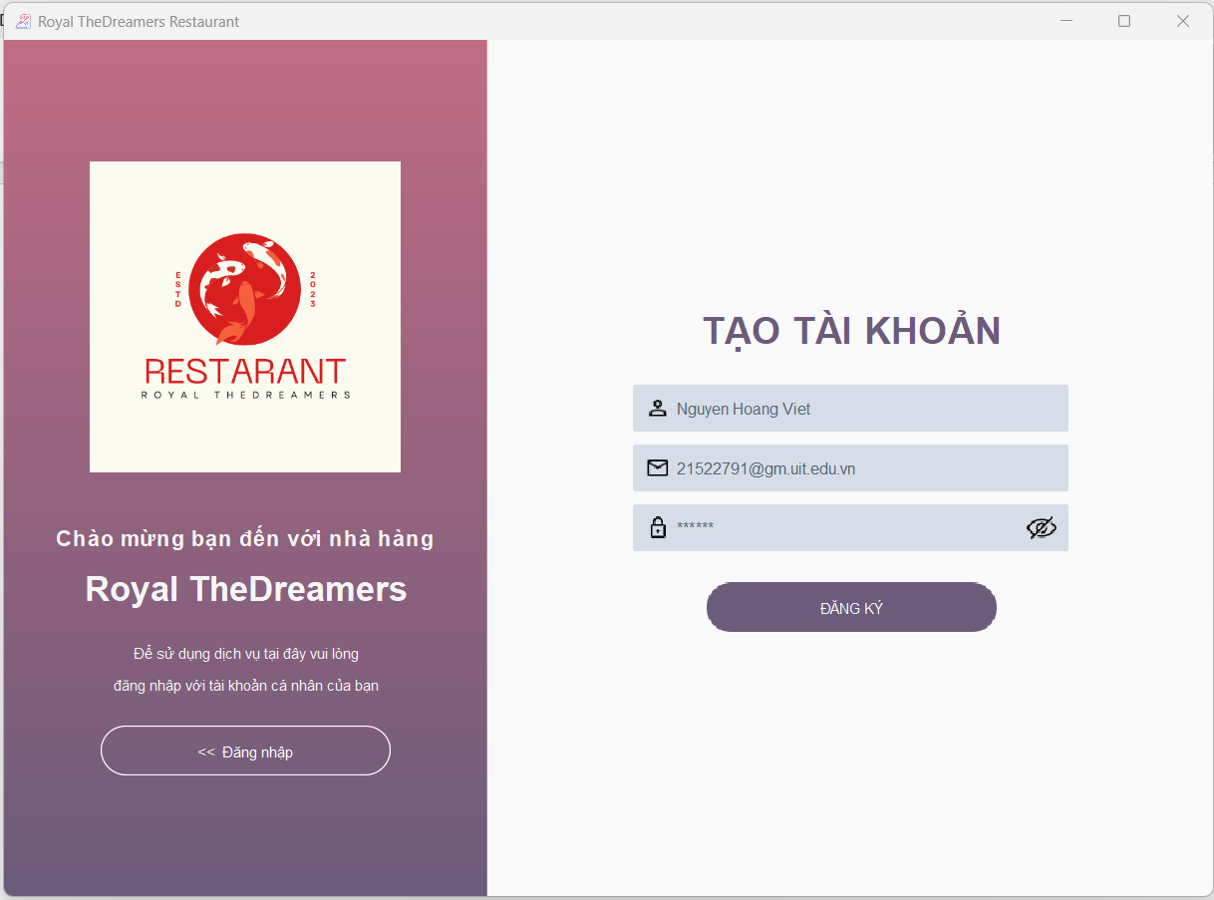 Royal TheDreamers Restaurant
ESTD
2023
RESTARANT
ROYAL THEDREAMERS
Chào mừng bạn đến với nhà hàng
Royal TheDreamers
Để sử dụng dịch vụ tại đây vui lòng
đăng nhập với tài khoản cá nhân của bạn
<< Đăng nhập
TẠO TÀI KHOẢN
Nguyen Hoang Viet
21522791@gm.uit.edu.vn
******
ĐĂNG KÝ